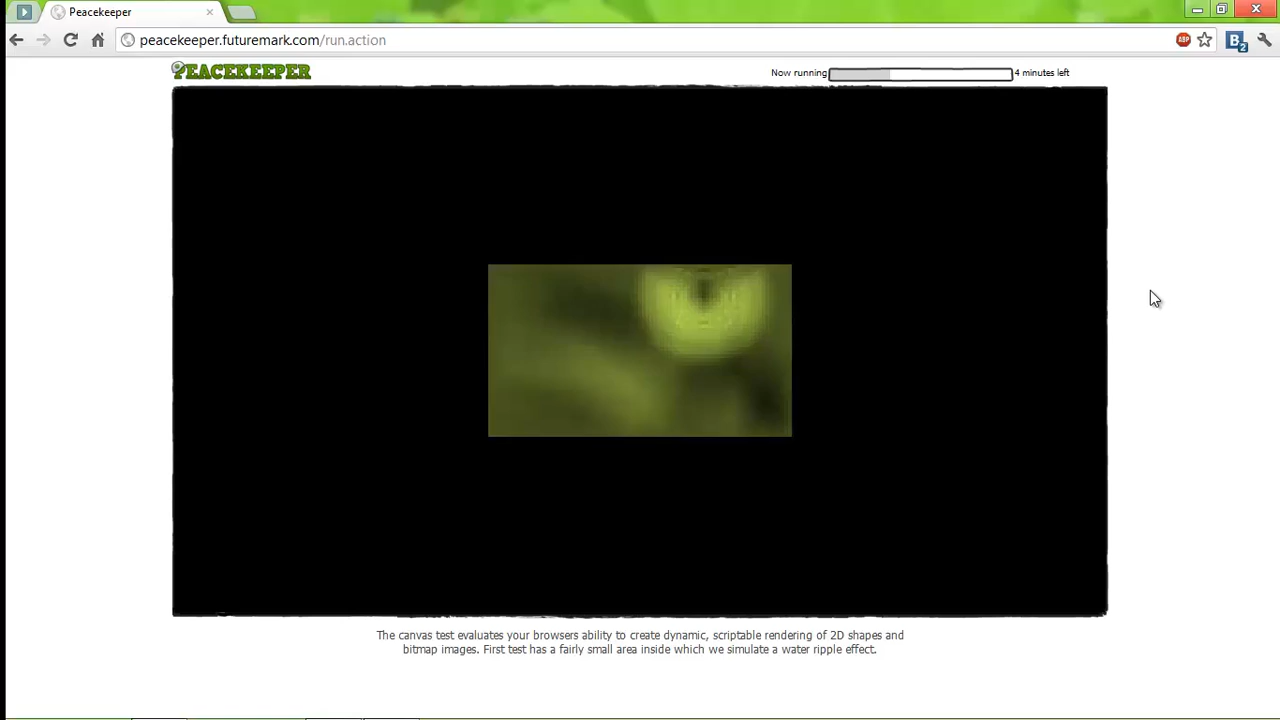 Peacekeeper
peacekeeper.futuremark.com/run.action
ABP
B
2
PEACEKEEPER
Now running
4 minutes left
The canvas test evaluates your browsers ability to create dynamic, scriptable rendering of 2D shapes and
bitmap images. First test has a fairly small area inside which we simulate a water ripple effect.